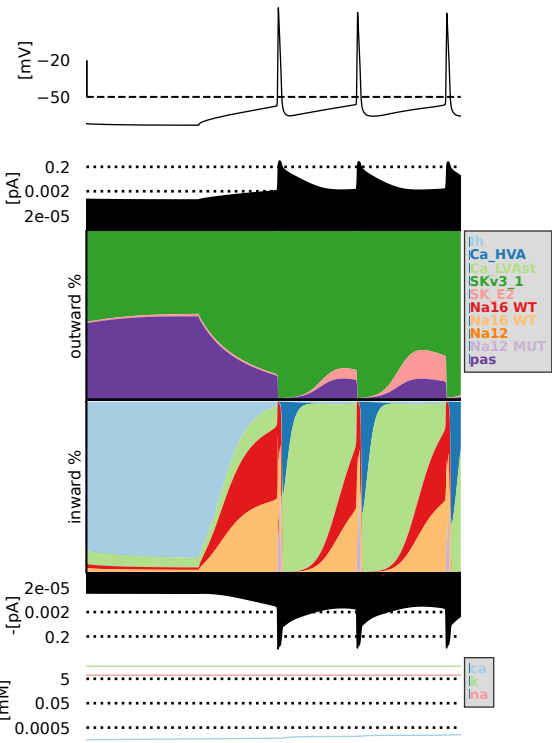 [mV]
−20
−50
[pA]
0.2
0.002
2e-05
outward %
Ih
Ca_HVA
Ca_LVAst
SKv3_1
SK_E2
Na16 WT
Na16 WT
Na12
Na12 MUT
pas
inward %
-[pA]
2e-05
0.002
0.2
[mM]
5
0.05
0.0005
ca
k
na